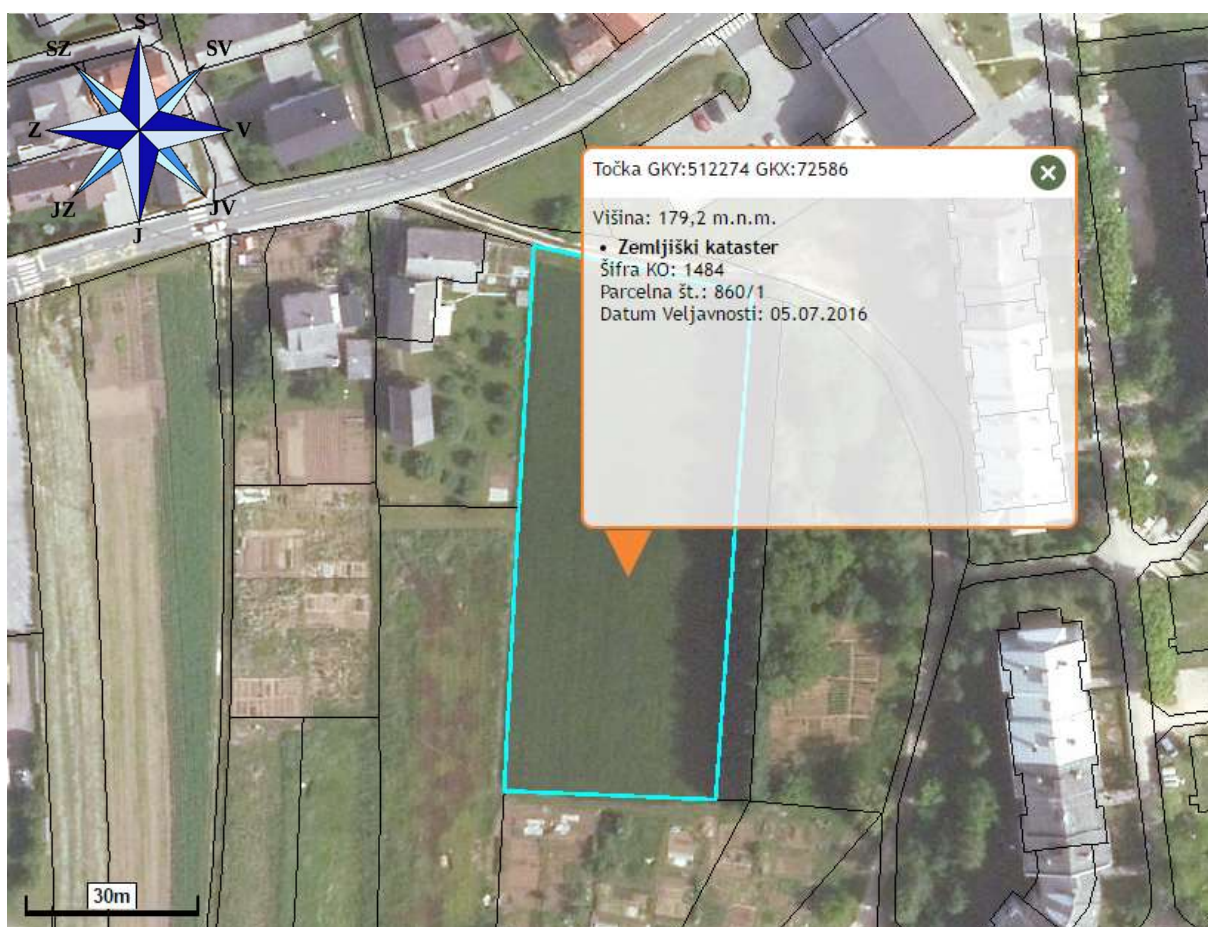 S
SZ
SV
Z
V
JZ
JV
J
Točka GKY:512274 GKX:72586
Višina: 179,2 m.n.m.
• Zemljiški kataster
Šifra KO: 1484
Parcelna št.: 860/1
Datum Veljavnosti: 05.07.2016
30m